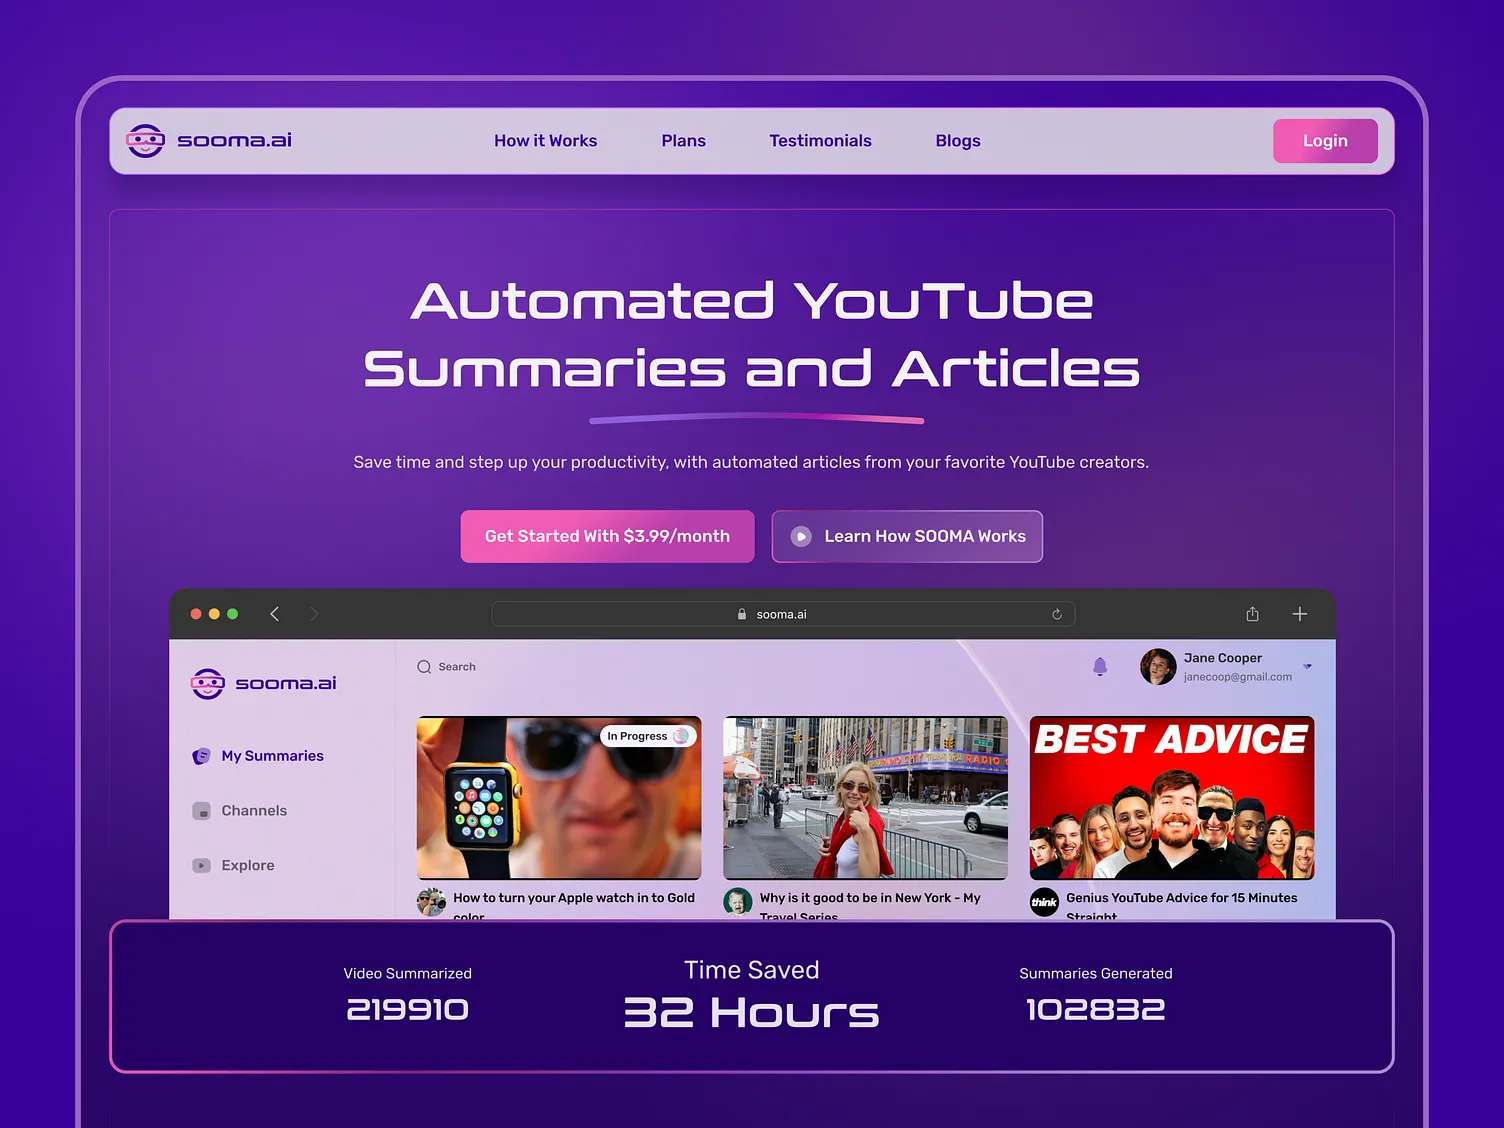 sooma.ai
How it Works
Plans
Testimonials
Blogs
Login
Automated YouTube
Summaries and Articles
Save time and step up your productivity, with automated articles from your favorite YouTube creators.
Get Started With $3.99/month
Learn How SOOMA Works
sooma.ai
sooma.ai
Search
Jane Cooper
janecoop@gmail.com
My Summaries
Channels
Explore
In Progress
RADIO C
BEST ADVICE
How to turn your Apple watch in to Gold
color
Why is it good to be in New York - My
Travel Series
think
Genius YouTube Advice for 15 Minutes
Straight
Video Summarized
219910
Time Saved
32 Hours
Summaries Generated
102832